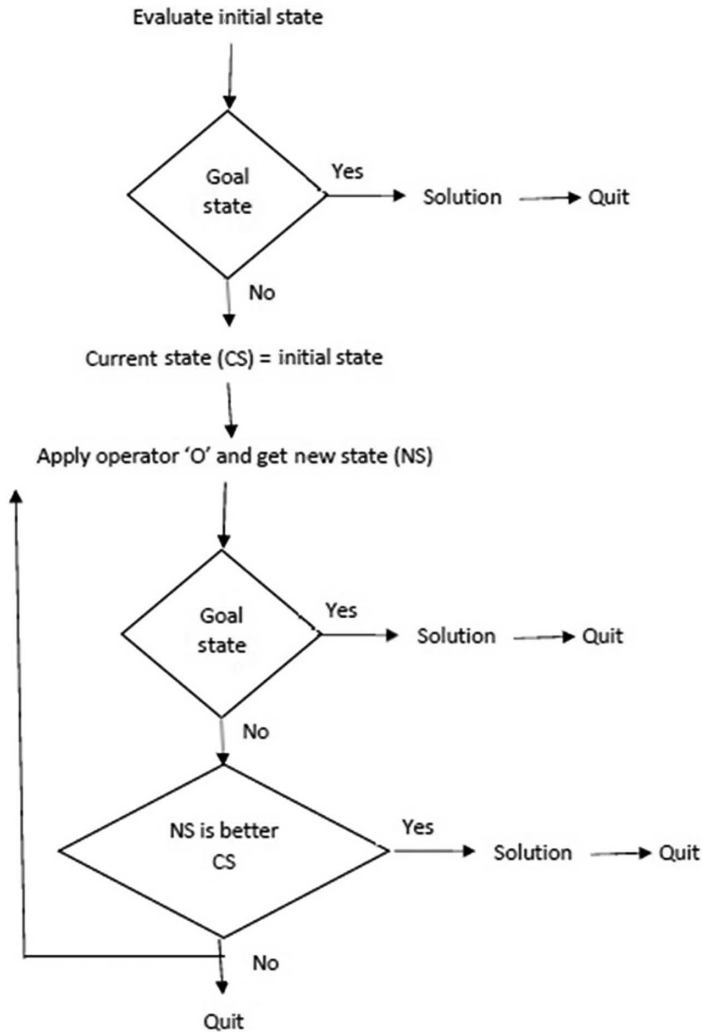 Evaluate initial state
Goal
state
Yes
Solution
Quit
No
Current state (CS) = initial state
Apply operator ‘O’ and get new state (NS)
Goal
state
Yes
Solution
Quit
No
NS is better
CS
Yes
Solution
Quit
No
Quit